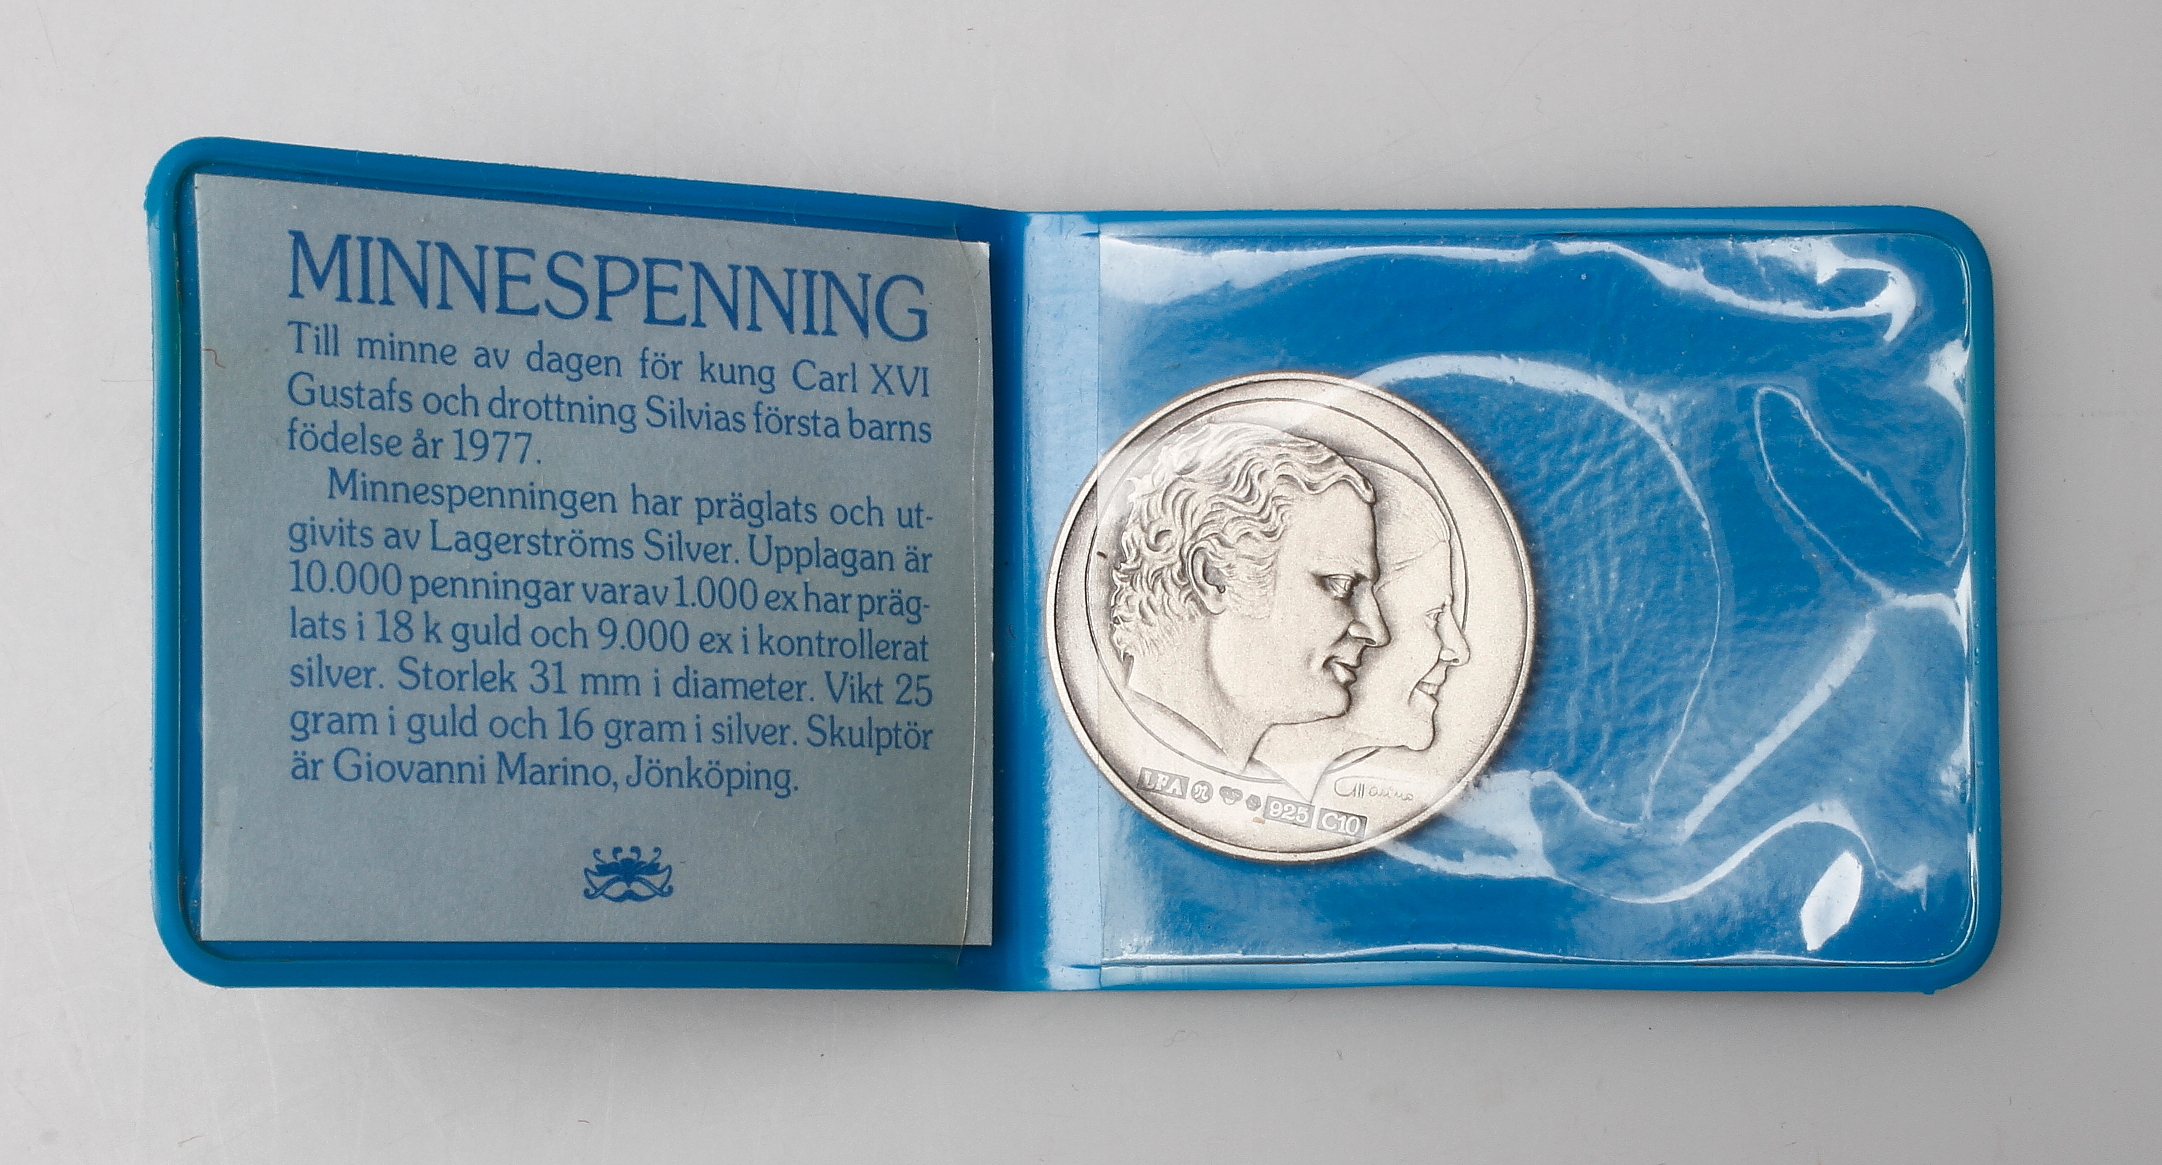 MINNESPENNING
Till minne av dagen för kung Carl XVI
Gustafs och drottning Silvias första barns
födelse år 1977.
Minnespenningen har präglats och ut-
givits av Lagerströms Silver. Upplagan är
10.000 penningar varav 1.000 ex har präg-
lats i 18 k guld och 9.000 ex i kontrollerat
silver. Storlek 31 mm i diameter. Vikt 25
gram i guld och 16 gram i silver. Skulptör
är Giovanni Marino, Jönköping.
GMarino
LFA 925 C10